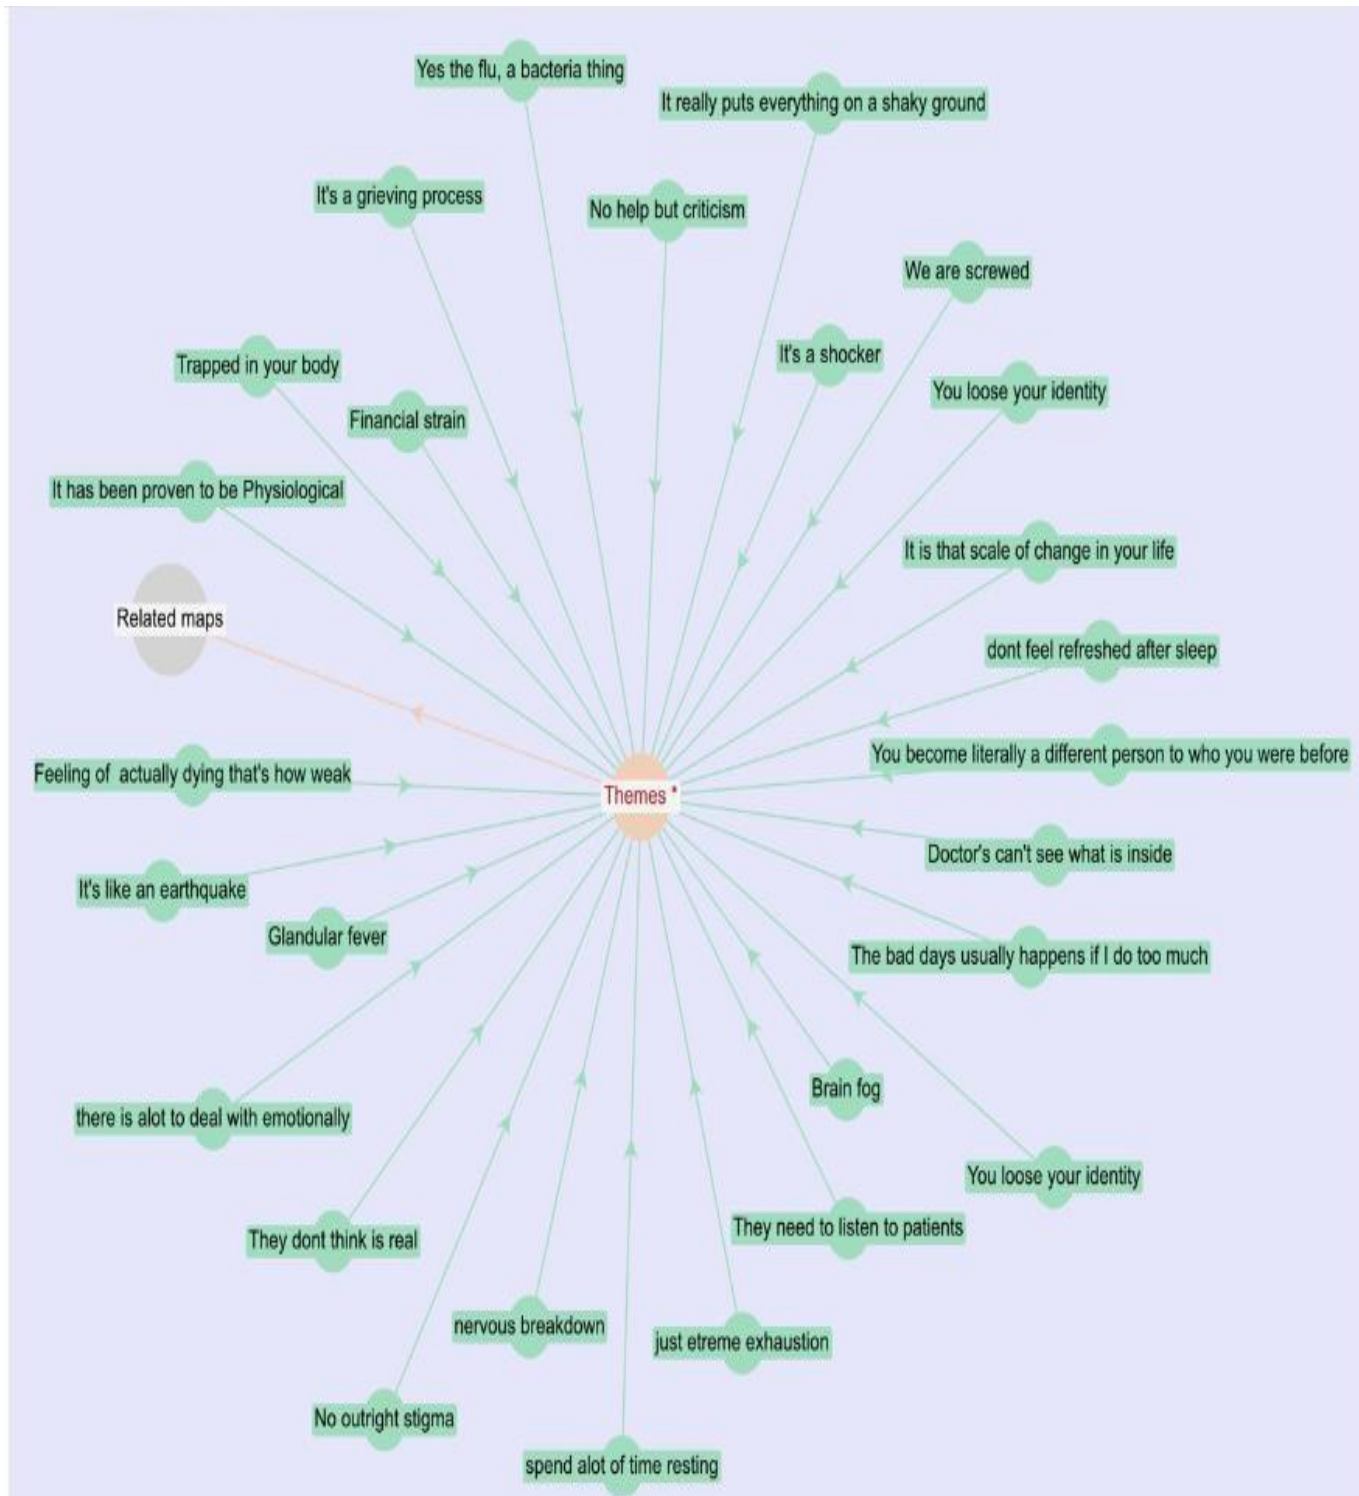 Yes the flu, a bacteria thing
It really puts everything on a shaky ground
It's a grieving process
No help but criticism
We are screwed
It's a shocker
Trapped in your body
You loose your identity
Financial strain
It has been proven to be Physiological
It is that scale of change in your life
Related maps
dont feel refreshed after sleep
You become literally a different person to who you were before
Feeling of actually dying that's how weak
Themes *
Doctor's can't see what is inside
It's like an earthquake
Glandular fever
The bad days usually happens if I do too much
Brain fog
there is alot to deal with emotionally
You loose your identity
They need to listen to patients
They dont think is real
nervous breakdown
just etreme exhaustion
No outright stigma
spend alot of time resting